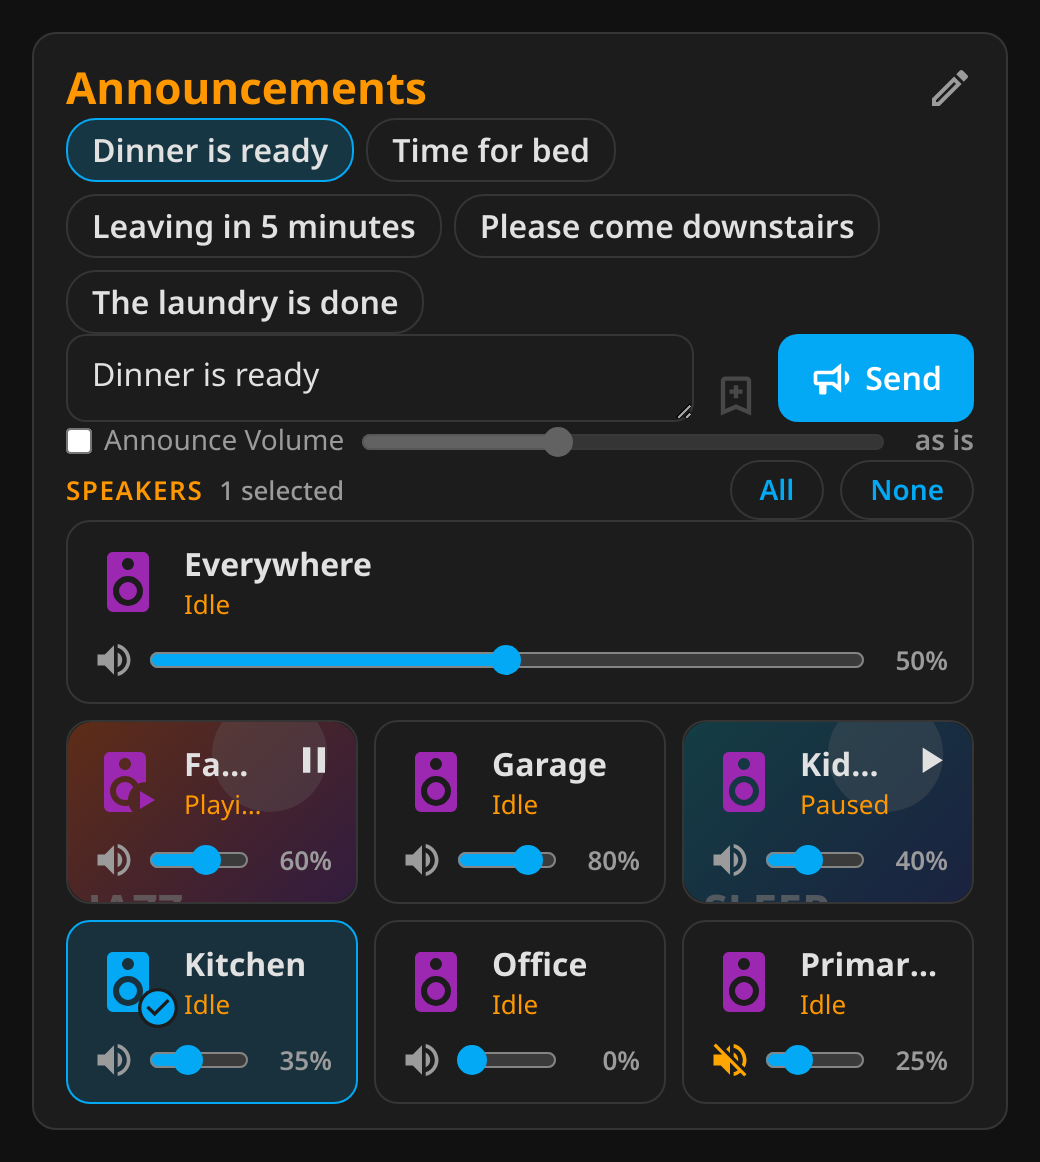 Announcements
Dinner is ready
Time for bed
Leaving in 5 minutes
Please come downstairs
The laundry is done
Dinner is ready
Send
Announce Volume
as is
SPEAKERS 1 selected
All
None
Everywhere
Idle
50%
Fa...
Playi...
60%
Garage
Idle
80%
Kid...
Paused
40%
JAZZ
SLEEP
Kitchen
Idle
35%
Office
Idle
0%
Primar...
Idle
25%